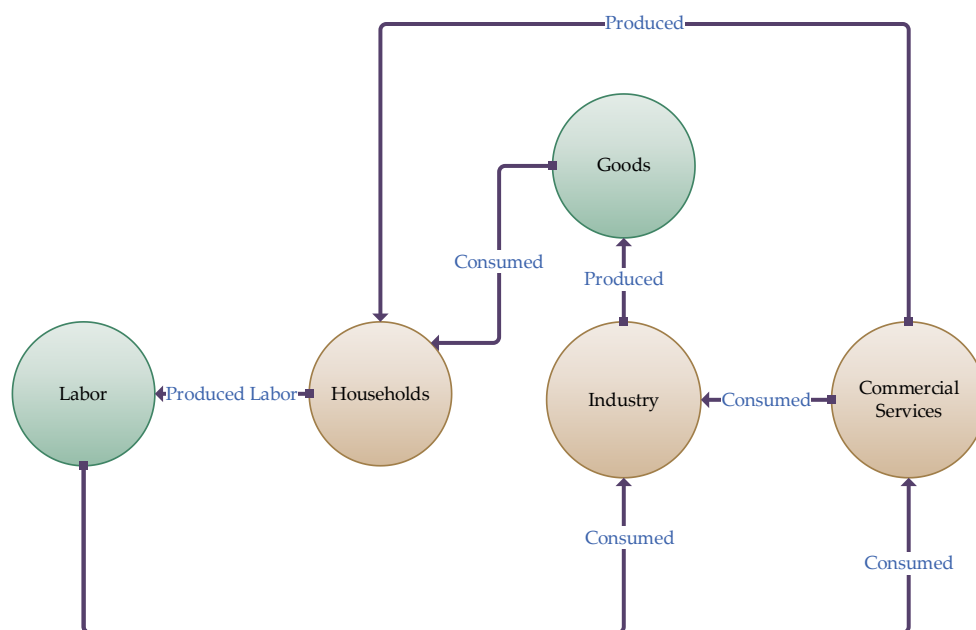 Produced
Goods
Consumed
Produced
Labor
Produced Labor
Households
Industry
Consumed
Commercial
Services
Consumed
Consumed